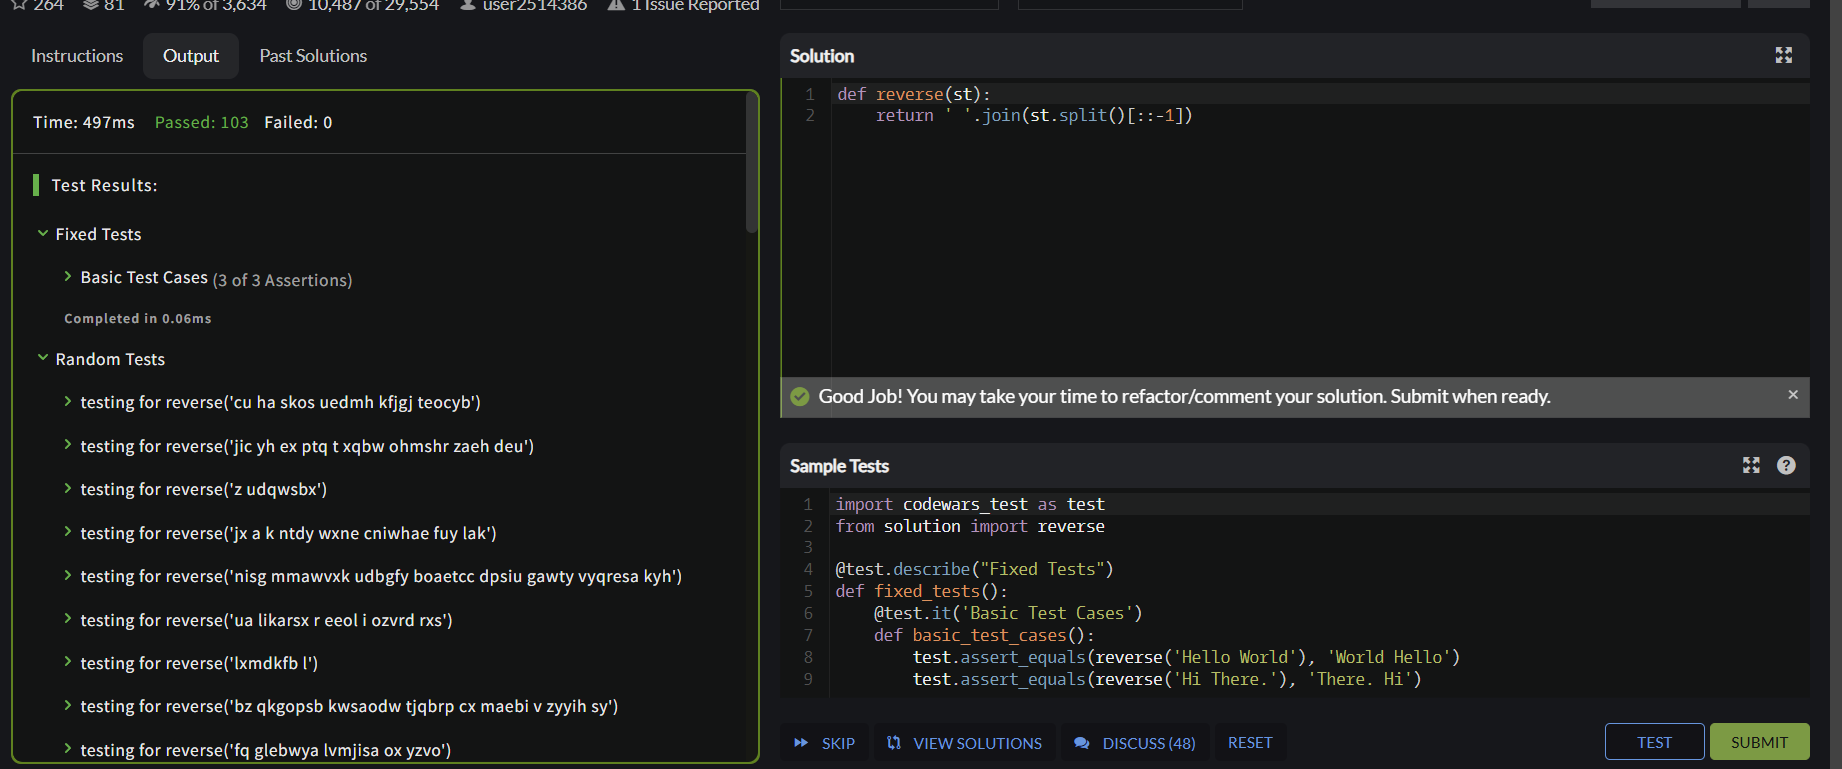 264 81 91% of 3,634 10,487 of 29,554 user2514386 1 Issue Reported
Instructions Output Past Solutions
Time: 497ms Passed: 103 Failed: 0
Test Results:
Fixed Tests
Basic Test Cases (3 of 3 Assertions)
Completed in 0.06ms
Random Tests
testing for reverse('cu ha skos uedmh kfjgj teocyb')
testing for reverse('jic yh ex ptq t xqbw ohmshr zaeh deu')
testing for reverse('z udqwsbx')
testing for reverse('jx a k ntdy wxne cniwhae fuy lak')
testing for reverse('nisg mmawvxk udbgfy boaetcc dpsiu gawty vyqresa kyh')
testing for reverse('ua likarsx r eeol i ozvrd rxs')
testing for reverse('lxmdkfb l')
testing for reverse('bz qkgopsb kwsaodw tjqbrp cx maebi v zyyih sy')
testing for reverse('fq glebwya lvmjisa ox yzvo')
Solution
1 def reverse(st):
2 return ' '.join(st.split()[::-1])
Good Job! You may take your time to refactor/comment your solution. Submit when ready.
Sample Tests
1 import codewars_test as test
2 from solution import reverse
3
4 @test.describe("Fixed Tests")
5 def fixed_tests():
6 @test.it('Basic Test Cases')
7 def basic_test_cases():
8 test.assert_equals(reverse('Hello World'), 'World Hello')
9 test.assert_equals(reverse('Hi There.'), 'There. Hi')
SKIP VIEW SOLUTIONS DISCUSS (48) RESET TEST SUBMIT